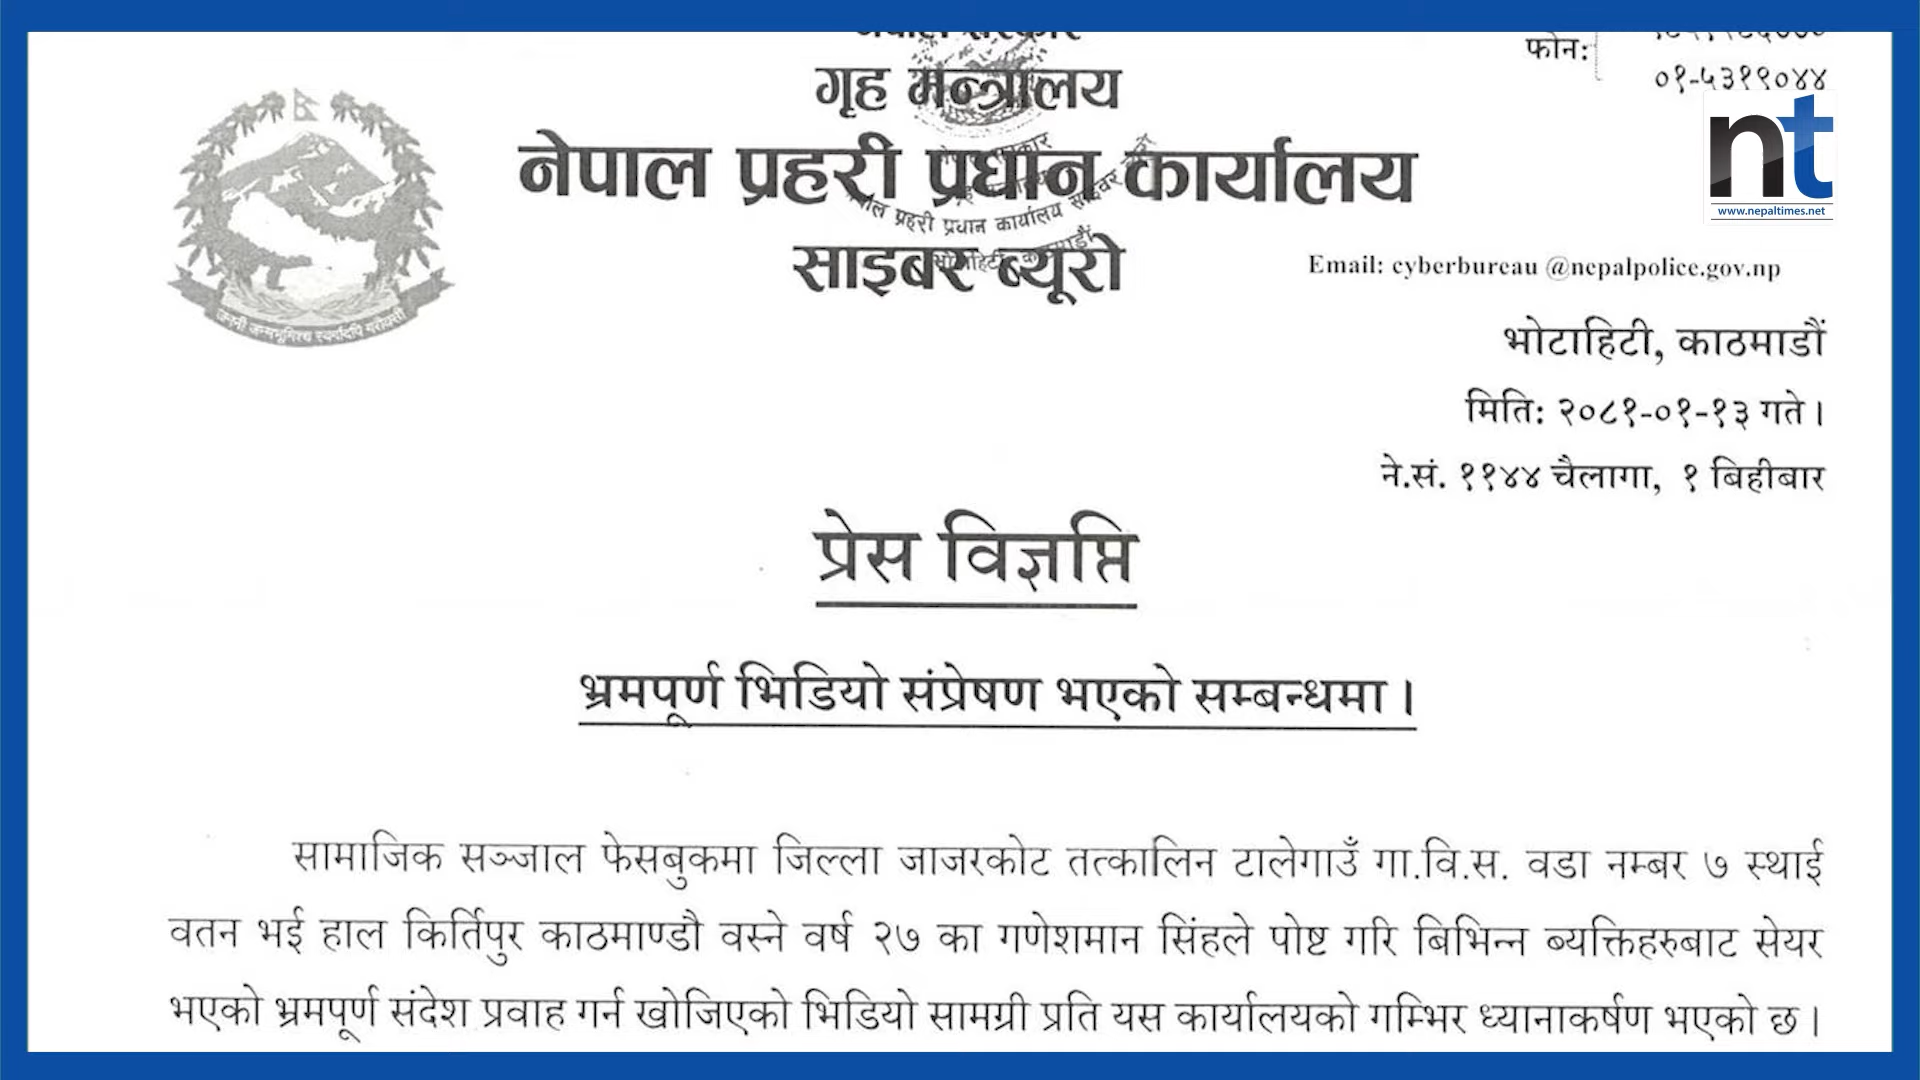 नेपाल सरकार
गृह मन्त्रालय
नेपाल प्रहरी प्रधान कार्यालय
साइबर ब्यूरो
फोन:
०१-५३१९०४४
nt
www.nepaltimes.net
Email: cyberbureau @nepalpolice.gov.np
भोटाहिटी, काठमाडौं
मिति: २०८१-०१-१३ गते।
ने.सं. ११४४ चैलागा, १ बिहीबार
प्रेस विज्ञप्ति
भ्रमपूर्ण भिडियो संप्रेषण भएको सम्बन्धमा।
सामाजिक सञ्जाल फेसबुकमा जिल्ला जाजरकोट तत्कालिन टालेगाउँ गा.वि.स. वडा नम्बर ७ स्थाई
वतन भई हाल किर्तिपुर काठमाण्डौ वस्ने वर्ष २७ का गणेशमान सिंहले पोष्ट गरि बिभिन्न ब्यक्तिहरुबाट सेयर
भएको भ्रमपूर्ण संदेश प्रवाह गर्न खोजिएको भिडियो सामग्री प्रति यस कार्यालयको गम्भिर ध्यानाकर्षण भएको छ।